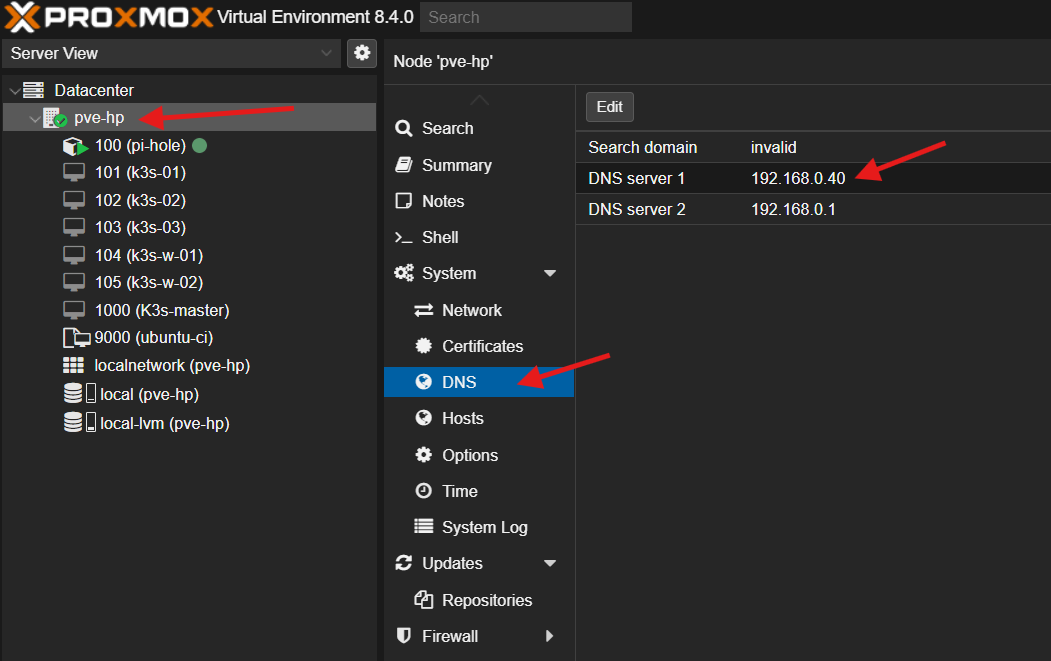 PROXMOX Virtual Environment 8.4.0 Search
Server View
Datacenter
pve-hp
100 (pi-hole)
101 (k3s-01)
102 (k3s-02)
103 (k3s-03)
104 (k3s-w-01)
105 (k3s-w-02)
1000 (K3s-master)
9000 (ubuntu-ci)
localnetwork (pve-hp)
local (pve-hp)
local-lvm (pve-hp)
Node 'pve-hp'
Search
Summary
Notes
Shell
System
Network
Certificates
DNS
Hosts
Options
Time
System Log
Updates
Repositories
Firewall
Edit
Search domain invalid
DNS server 1 192.168.0.40
DNS server 2 192.168.0.1